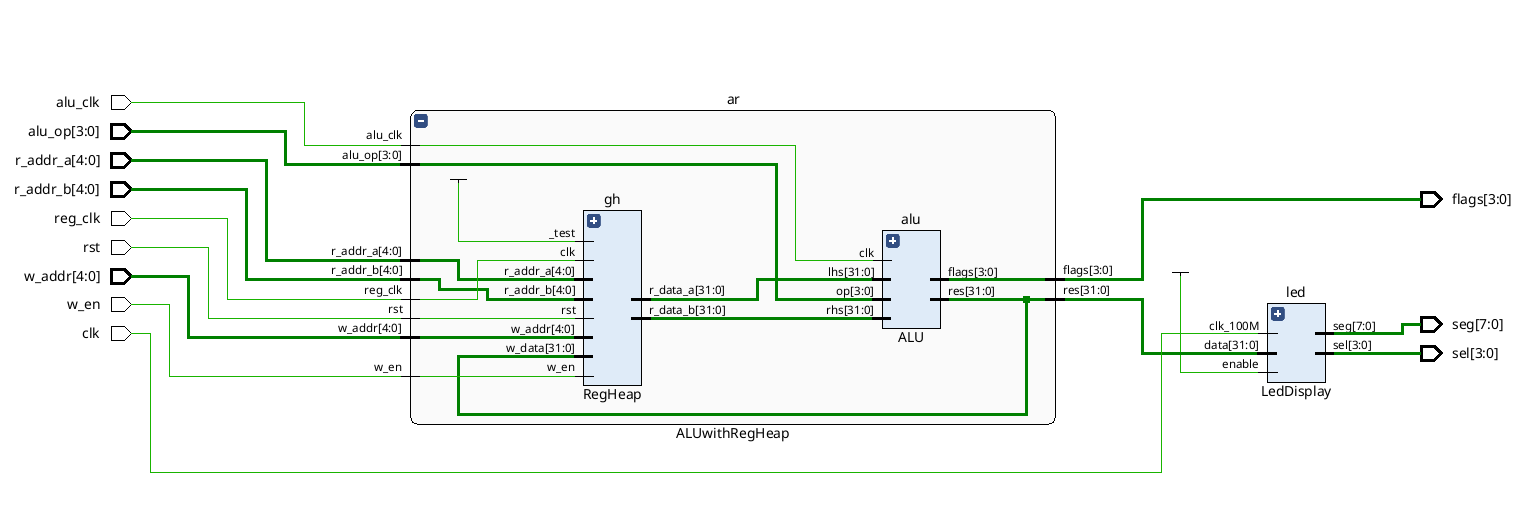 ar
alu_clk
alu_op[3:0]
r_addr_a[4:0]
r_addr_b[4:0]
reg_clk
rst
w_addr[4:0]
w_en
clk
alu_clk
alu_op[3:0]
r_addr_a[4:0]
r_addr_b[4:0]
reg_clk
rst
w_addr[4:0]
w_en
gh
_test
clk
r_addr_a[4:0]
r_addr_b[4:0]
rst
w_addr[4:0]
w_data[31:0]
w_en
r_data_a[31:0]
r_data_b[31:0]
RegHeap
alu
clk
lhs[31:0]
op[3:0]
rhs[31:0]
flags[3:0]
res[31:0]
ALU
flags[3:0]
res[31:0]
ALUwithRegHeap
led
clk_100M
data[31:0]
enable
seg[7:0]
sel[3:0]
LedDisplay
flags[3:0]
seg[7:0]
sel[3:0]